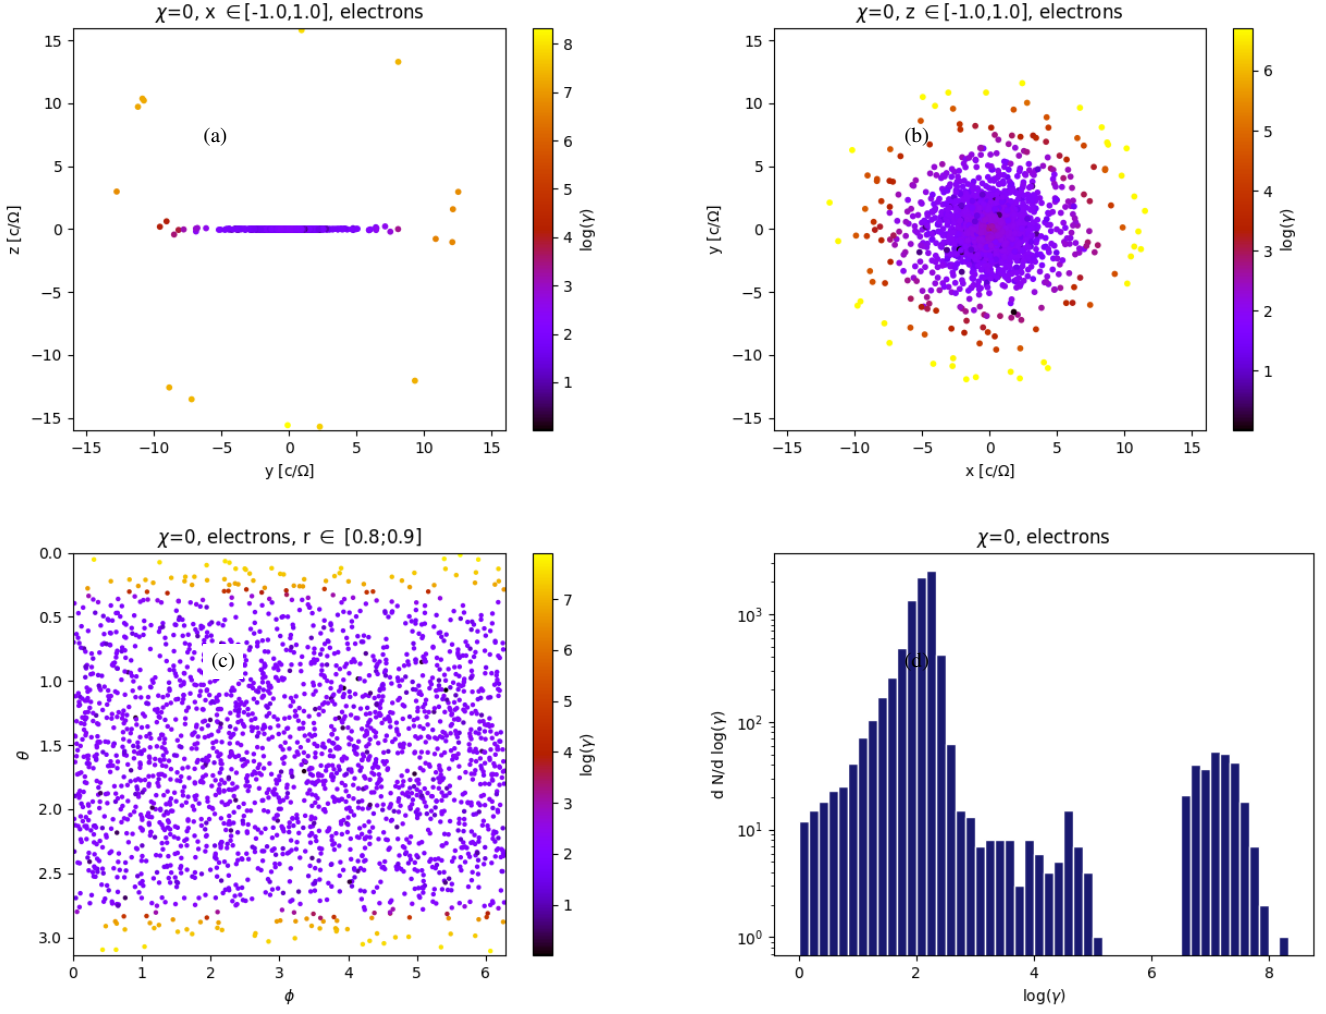 χ=0, x ∈[-1.0,1.0], electrons
15
10
5
0
−5
−10
−15
z [c/Ω]
(a)
−15 −10 −5 0 5 10 15
y [c/Ω]
8
7
6
5
4
3
2
1
log(γ)
χ=0, z ∈[-1.0,1.0], electrons
15
10
5
0
−5
−10
−15
y [c/Ω]
(b)
−15 −10 −5 0 5 10 15
x [c/Ω]
6
5
4
3
2
1
log(γ)
χ=0, electrons, r ∈ [0.8;0.9]
0.0
0.5
1.0
1.5
2.0
2.5
3.0
θ
(c)
0 1 2 3 4 5 6
ϕ
7
6
5
4
3
2
1
log(γ)
χ=0, electrons
10³
10²
10¹
10⁰
d N/d log(γ)
(d)
0 2 4 6 8
log(γ)